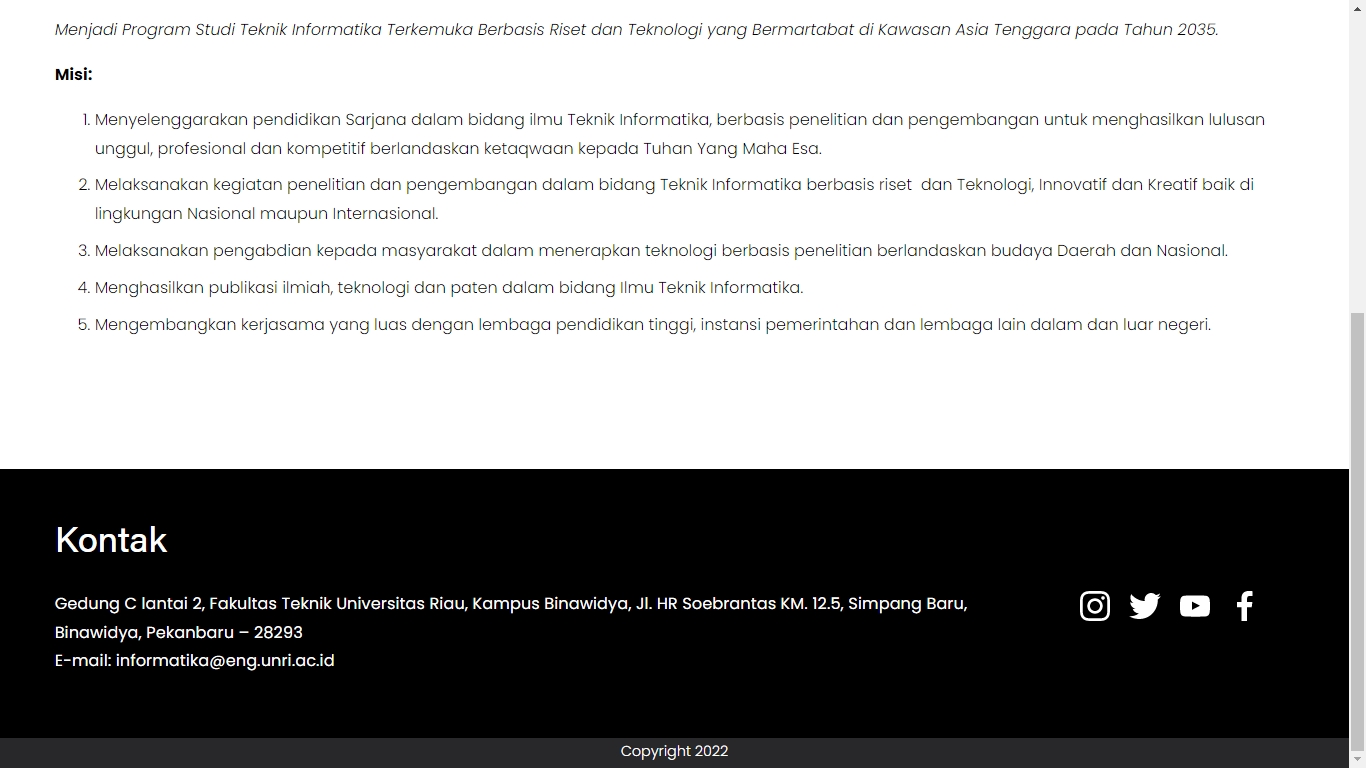 Menjadi Program Studi Teknik Informatika Terkemuka Berbasis Riset dan Teknologi yang Bermartabat di Kawasan Asia Tenggara pada Tahun 2035.
Misi:
1. Menyelenggarakan pendidikan Sarjana dalam bidang ilmu Teknik Informatika, berbasis penelitian dan pengembangan untuk menghasilkan lulusan
unggul, profesional dan kompetitif berlandaskan ketaqwaan kepada Tuhan Yang Maha Esa.
2. Melaksanakan kegiatan penelitian dan pengembangan dalam bidang Teknik Informatika berbasis riset  dan Teknologi, Innovatif dan Kreatif baik di
lingkungan Nasional maupun Internasional.
3. Melaksanakan pengabdian kepada masyarakat dalam menerapkan teknologi berbasis penelitian berlandaskan budaya Daerah dan Nasional.
4. Menghasilkan publikasi ilmiah, teknologi dan paten dalam bidang Ilmu Teknik Informatika.
5. Mengembangkan kerjasama yang luas dengan lembaga pendidikan tinggi, instansi pemerintahan dan lembaga lain dalam dan luar negeri.
Kontak
Gedung C lantai 2, Fakultas Teknik Universitas Riau, Kampus Binawidya, Jl. HR Soebrantas KM. 12.5, Simpang Baru,
Binawidya, Pekanbaru – 28293
E-mail: informatika@eng.unri.ac.id
Copyright 2022